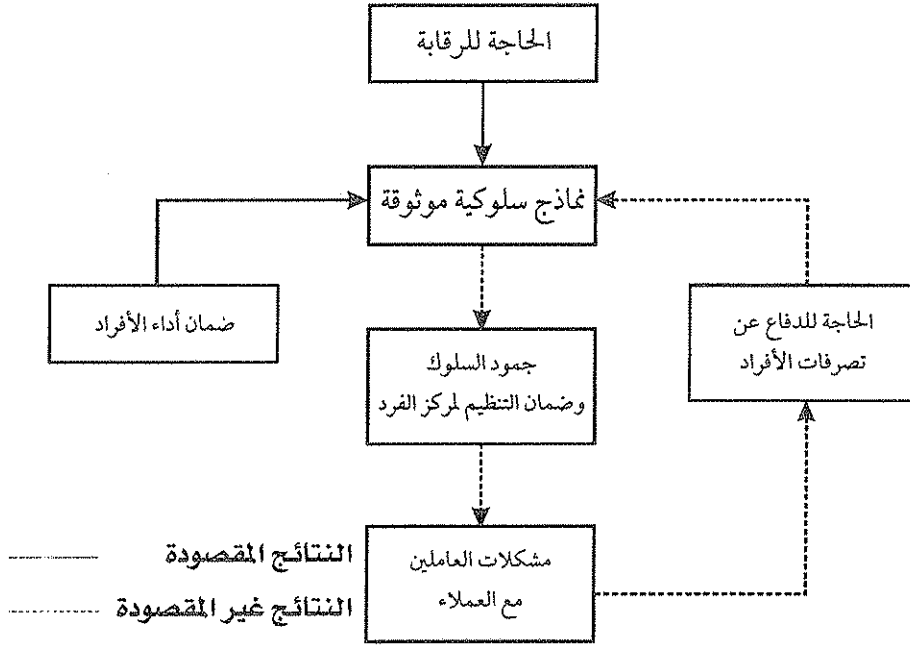 الحاجة للرقابة
نماذج سلوكية موثوقة
ضمان أداء الأفراد
الحاجة للدفاع عن
تصرفات الأفراد
جمود السلوك
وضمان التنظيم لمركز الفرد
مشكلات العاملين
مع العملاء
النتائج المقصودة
النتائج غير المقصودة